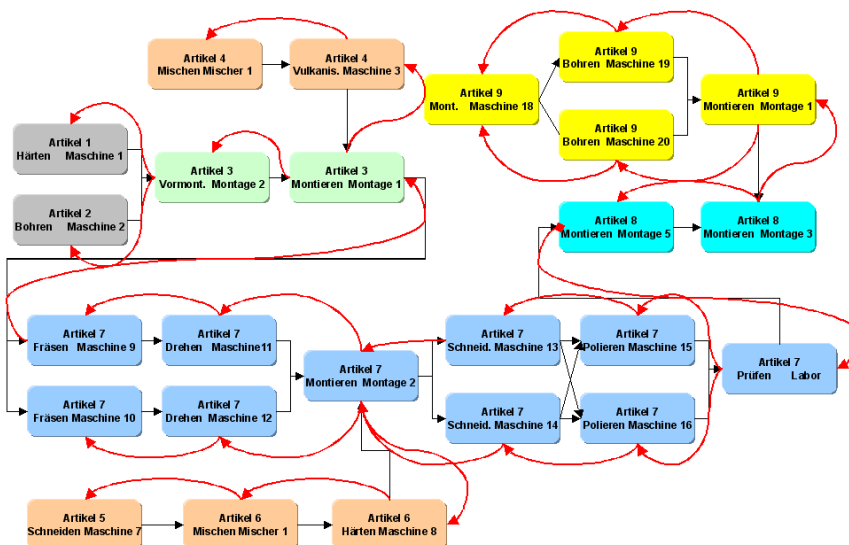 Artikel 4
Mischen Mischer 1
Artikel 4
Vulkanis. Maschine 3
Artikel 9
Mont. Maschine 18
Artikel 9
Bohren Maschine 19
Artikel 9
Bohren Maschine 20
Artikel 9
Montieren Montage 1
Artikel 1
Härten Maschine 1
Artikel 2
Bohren Maschine 2
Artikel 3
Vormont. Montage 2
Artikel 3
Montieren Montage 1
Artikel 8
Montieren Montage 5
Artikel 8
Montieren Montage 3
Artikel 7
Fräsen Maschine 9
Artikel 7
Drehen Maschine11
Artikel 7
Fräsen Maschine 10
Artikel 7
Drehen Maschine 12
Artikel 7
Montieren Montage 2
Artikel 7
Schneid. Maschine 13
Artikel 7
Polieren Maschine 15
Artikel 7
Schneid. Maschine 14
Artikel 7
Polieren Maschine 16
Artikel 7
Prüfen Labor
Artikel 5
Schneiden Maschine 7
Artikel 6
Mischen Mischer 1
Artikel 6
Härten Maschine 8